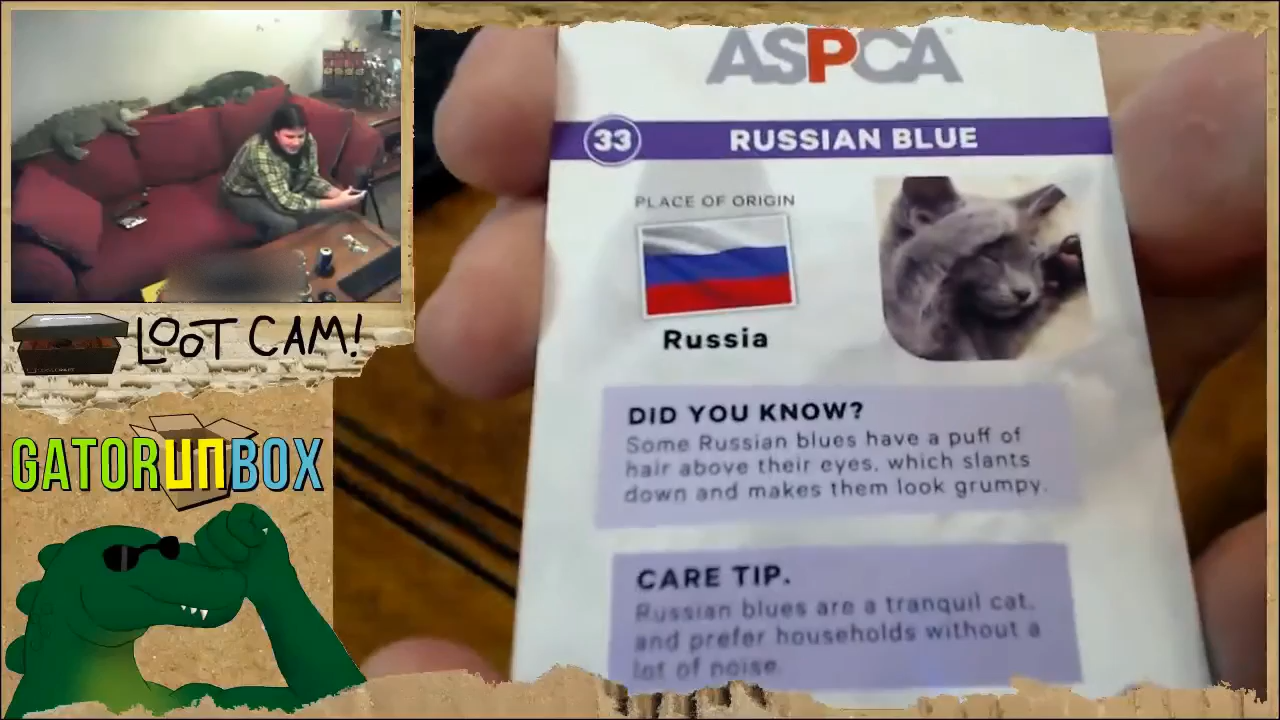 LOOT CAM!
GATORUNBOX
ASPCA
33 RUSSIAN BLUE
PLACE OF ORIGIN
Russia
DID YOU KNOW?
Some Russian blues have a puff of
hair above their eyes, which slants
down and makes them look grumpy.
CARE TIP.
Russian blues are a tranquil cat,
and prefer households without a
lot of noise.